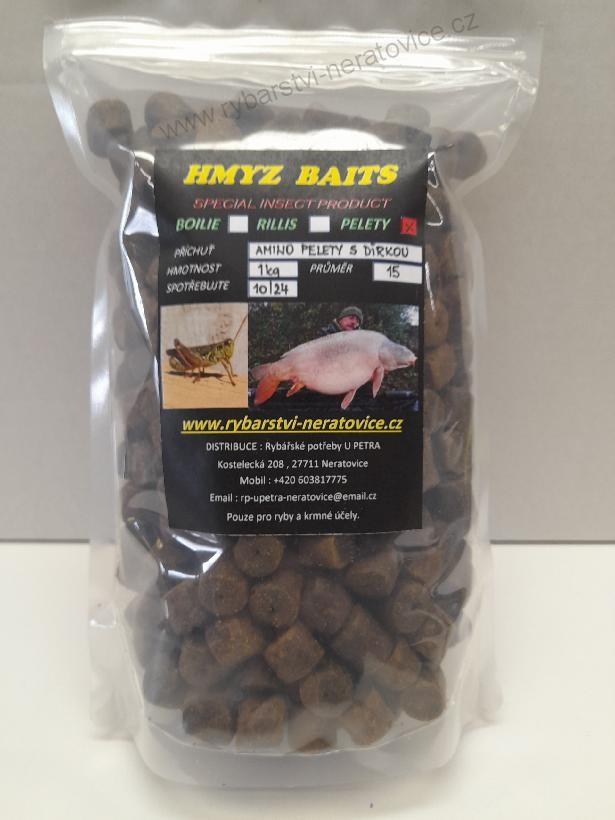 www.rybarstvi-neratovice.cz
HMYZ BAITS
SPECIAL INSECT PRODUCT
BOILIE RILLIS PELETY X
PŘÍCHUŤ AMINO PELETY S DÍRKOU
HMOTNOST 1kg PRŮMĚR 15
SPOTŘEBUJTE 10/24
www.rybarstvi-neratovice.cz
DISTRIBUCE : Rybářské potřeby U PETRA
Kostelecká 208 , 27711 Neratovice
Mobil : +420 603817775
Email : rp-upetra-neratovice@email.cz
Pouze pro ryby a krmné účely.